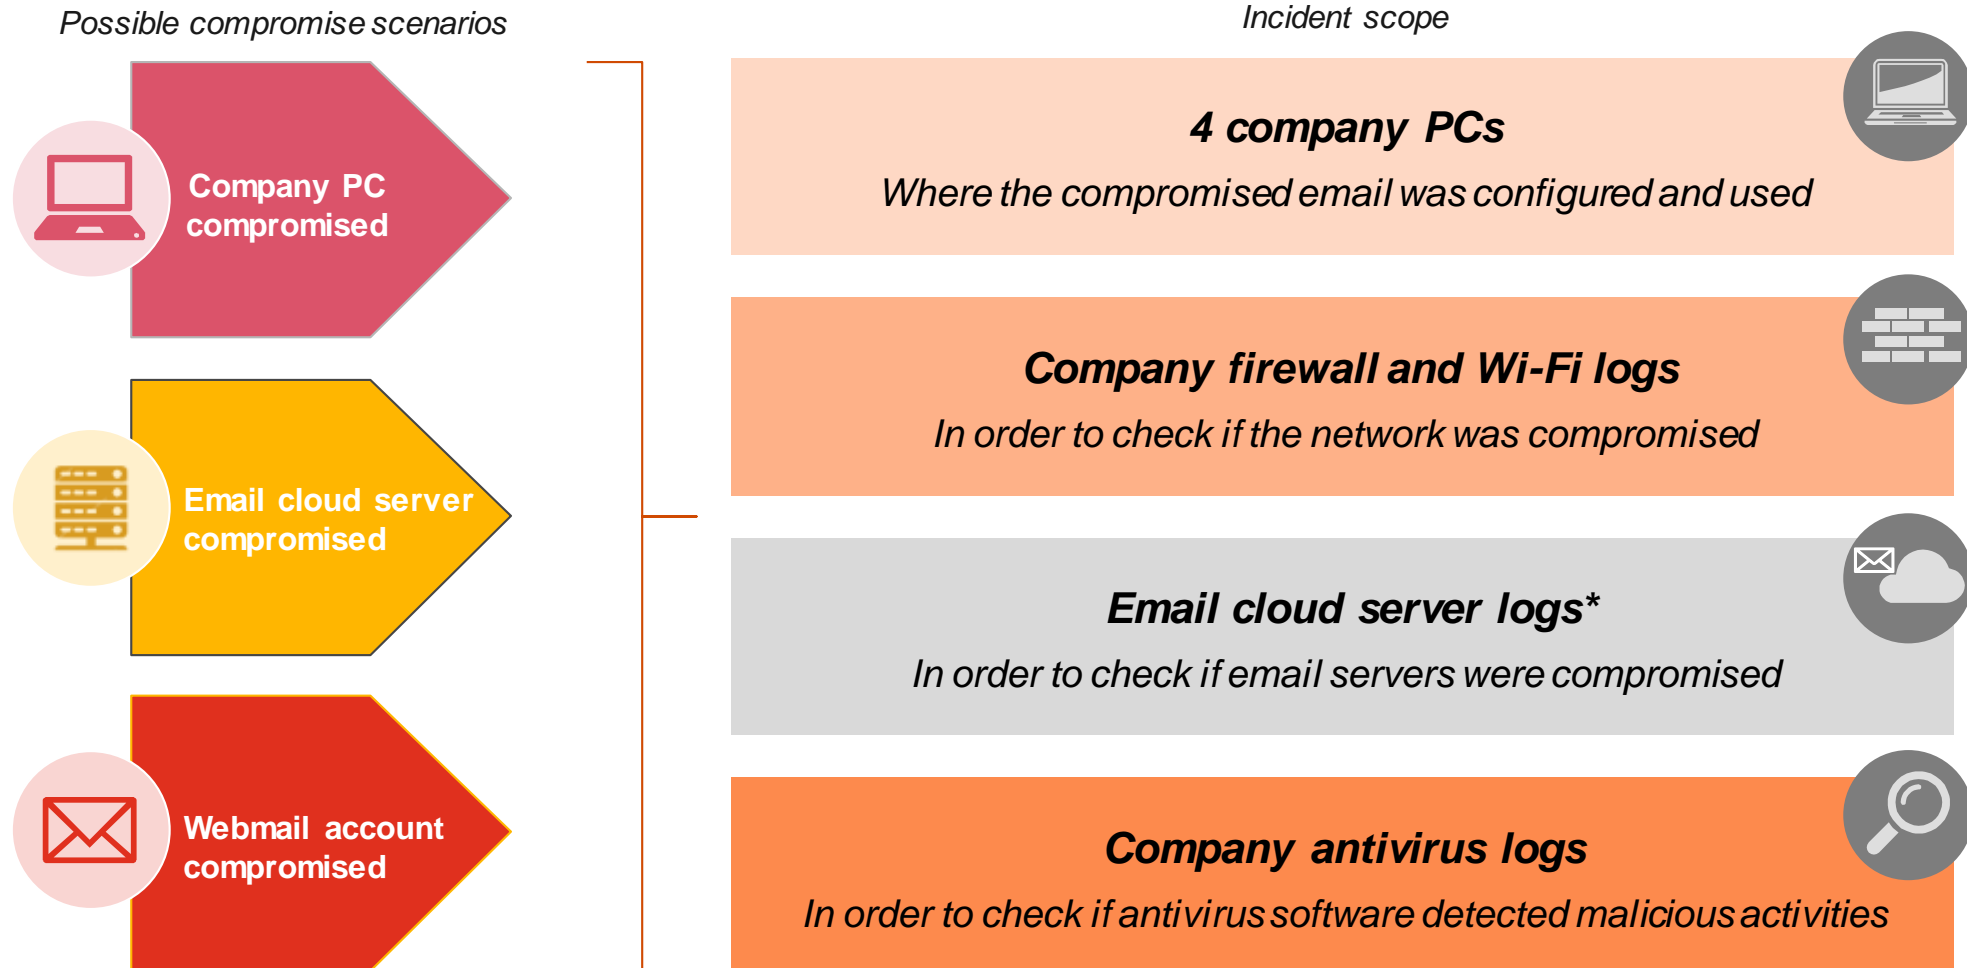 Possible compromise scenarios
Company PC
compromised
Email cloud server
compromised
Webmail account
compromised
Incident scope
4 company PCs
Where the compromised email was configured and used
Company firewall and Wi-Fi logs
In order to check if the network was compromised
Email cloud server logs*
In order to check if email servers were compromised
Company antivirus logs
In order to check if antivirus software detected malicious activities